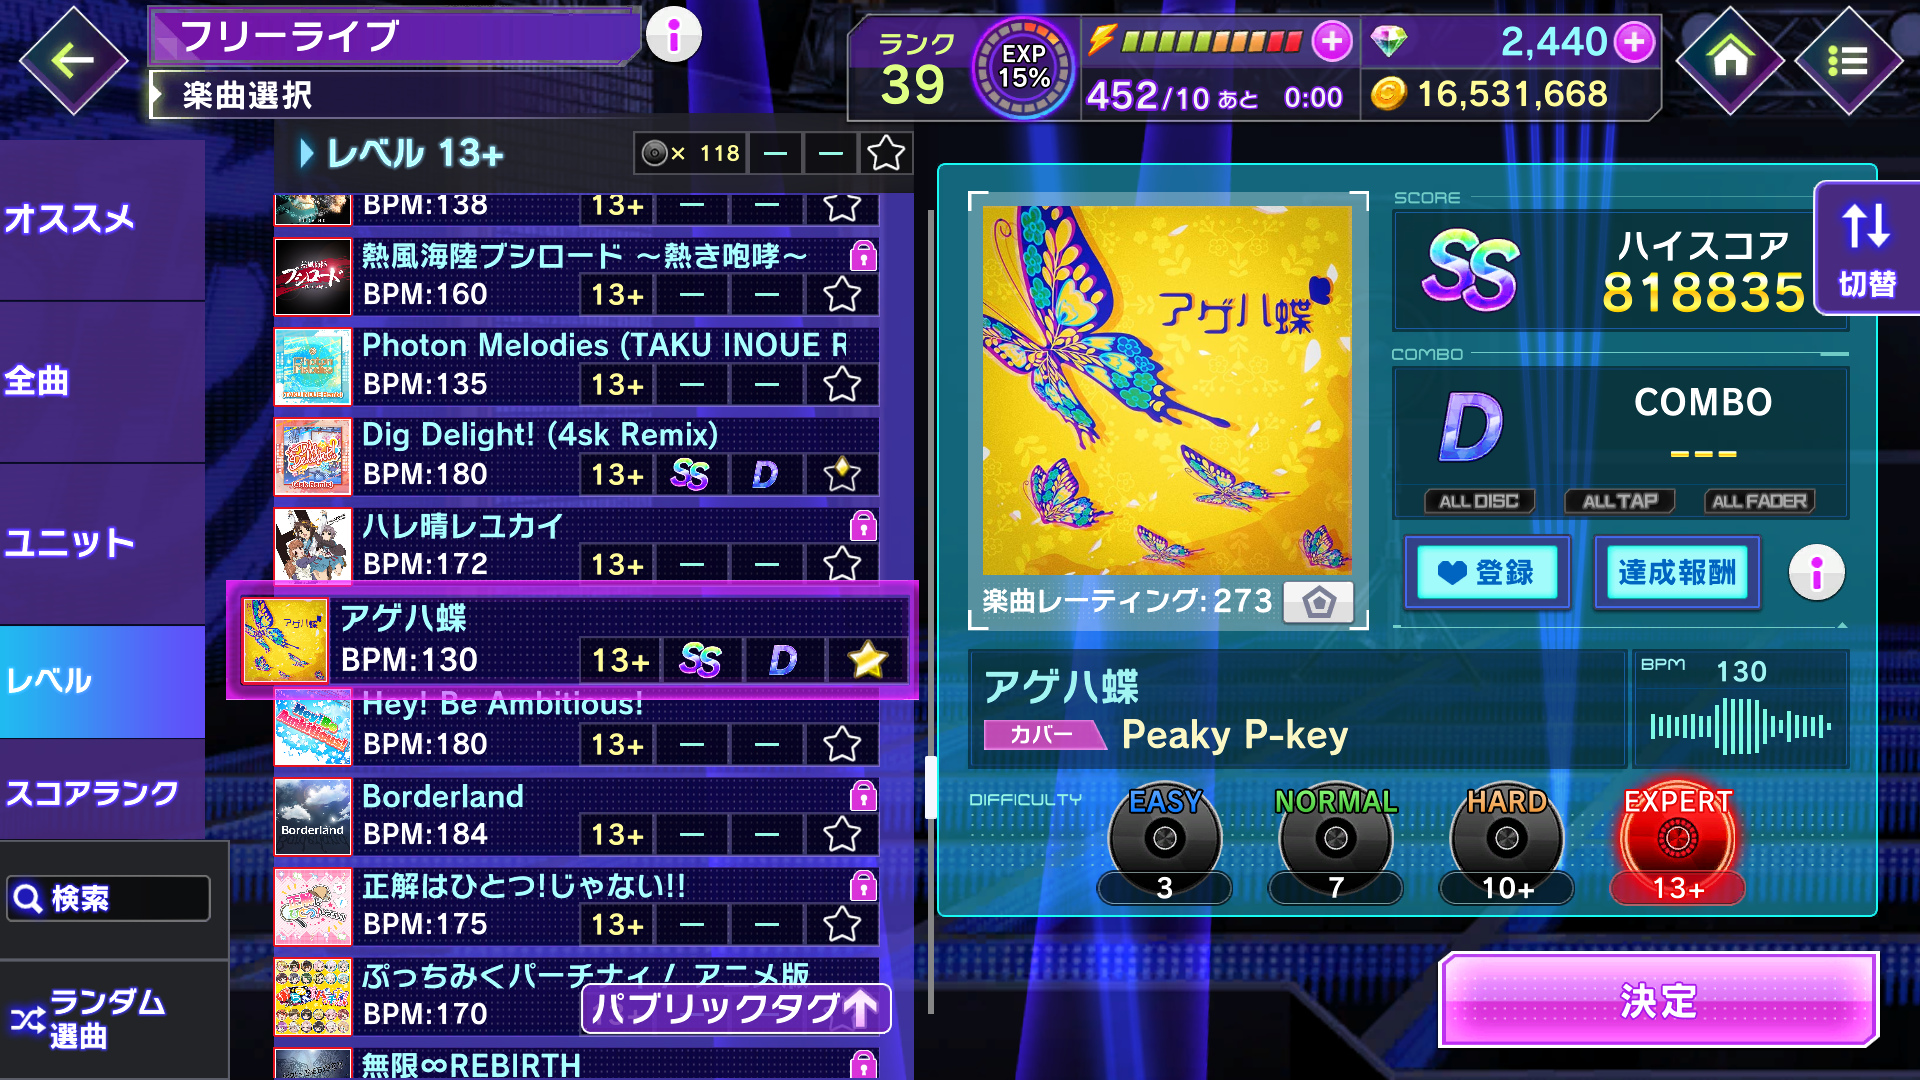 フリーライブ
楽曲選択
ランク
39
EXP
15%
452/10 あと 0:00
2,440
16,531,668
オススメ
全曲
ユニット
レベル
スコアランク
検索
ランダム
選曲
レベル 13+
× 118
BPM:138 13+
熱風海陸ブシロード ～熱き咆哮～
BPM:160 13+
Photon Melodies (TAKU INOUE R
BPM:135 13+
Dig Delight! (4sk Remix)
BPM:180 13+ SS D
ハレ晴レユカイ
BPM:172 13+
アゲハ蝶
BPM:130 13+ SS D
Hey! Be Ambitious!
BPM:180 13+
Borderland
Borderland
BPM:184 13+
正解はひとつ!じゃない!!
BPM:175 13+
ぷっちみくパーチナィ / アニメ版
BPM:170
パブリックタグ
無限∞REBIRTH
アゲハ蝶
楽曲レーティング:273
SCORE
SS
ハイスコア
818835
切替
COMBO
D
COMBO
---
ALL DISC ALL TAP ALL FADER
登録
達成報酬
アゲハ蝶
カバー Peaky P-key
BPM 130
DIFFICULTY
EASY NORMAL HARD EXPERT
3 7 10+ 13+
決定